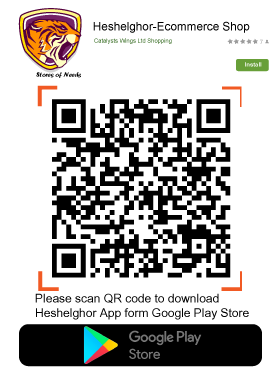 Heshelghor-Ecommerce Shop
Catalysts Wings Ltd Shopping
Install
Stores of Needs
Please scan QR code to download
Heshelghor App form Google Play Store
Google Play
Store